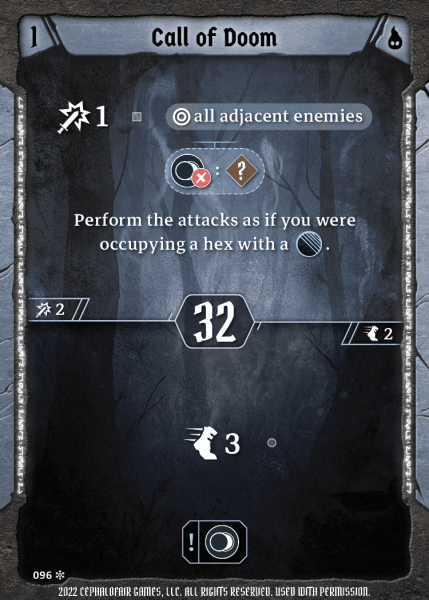 1 Call of Doom
1 all adjacent enemies
: ?
Perform the attacks as if you were
occupying a hex with a .
2
32
2
3
!
096
2022 CEPHALOFAIR GAMES, LLC. ALL RIGHTS RESERVED. USED WITH PERMISSION.